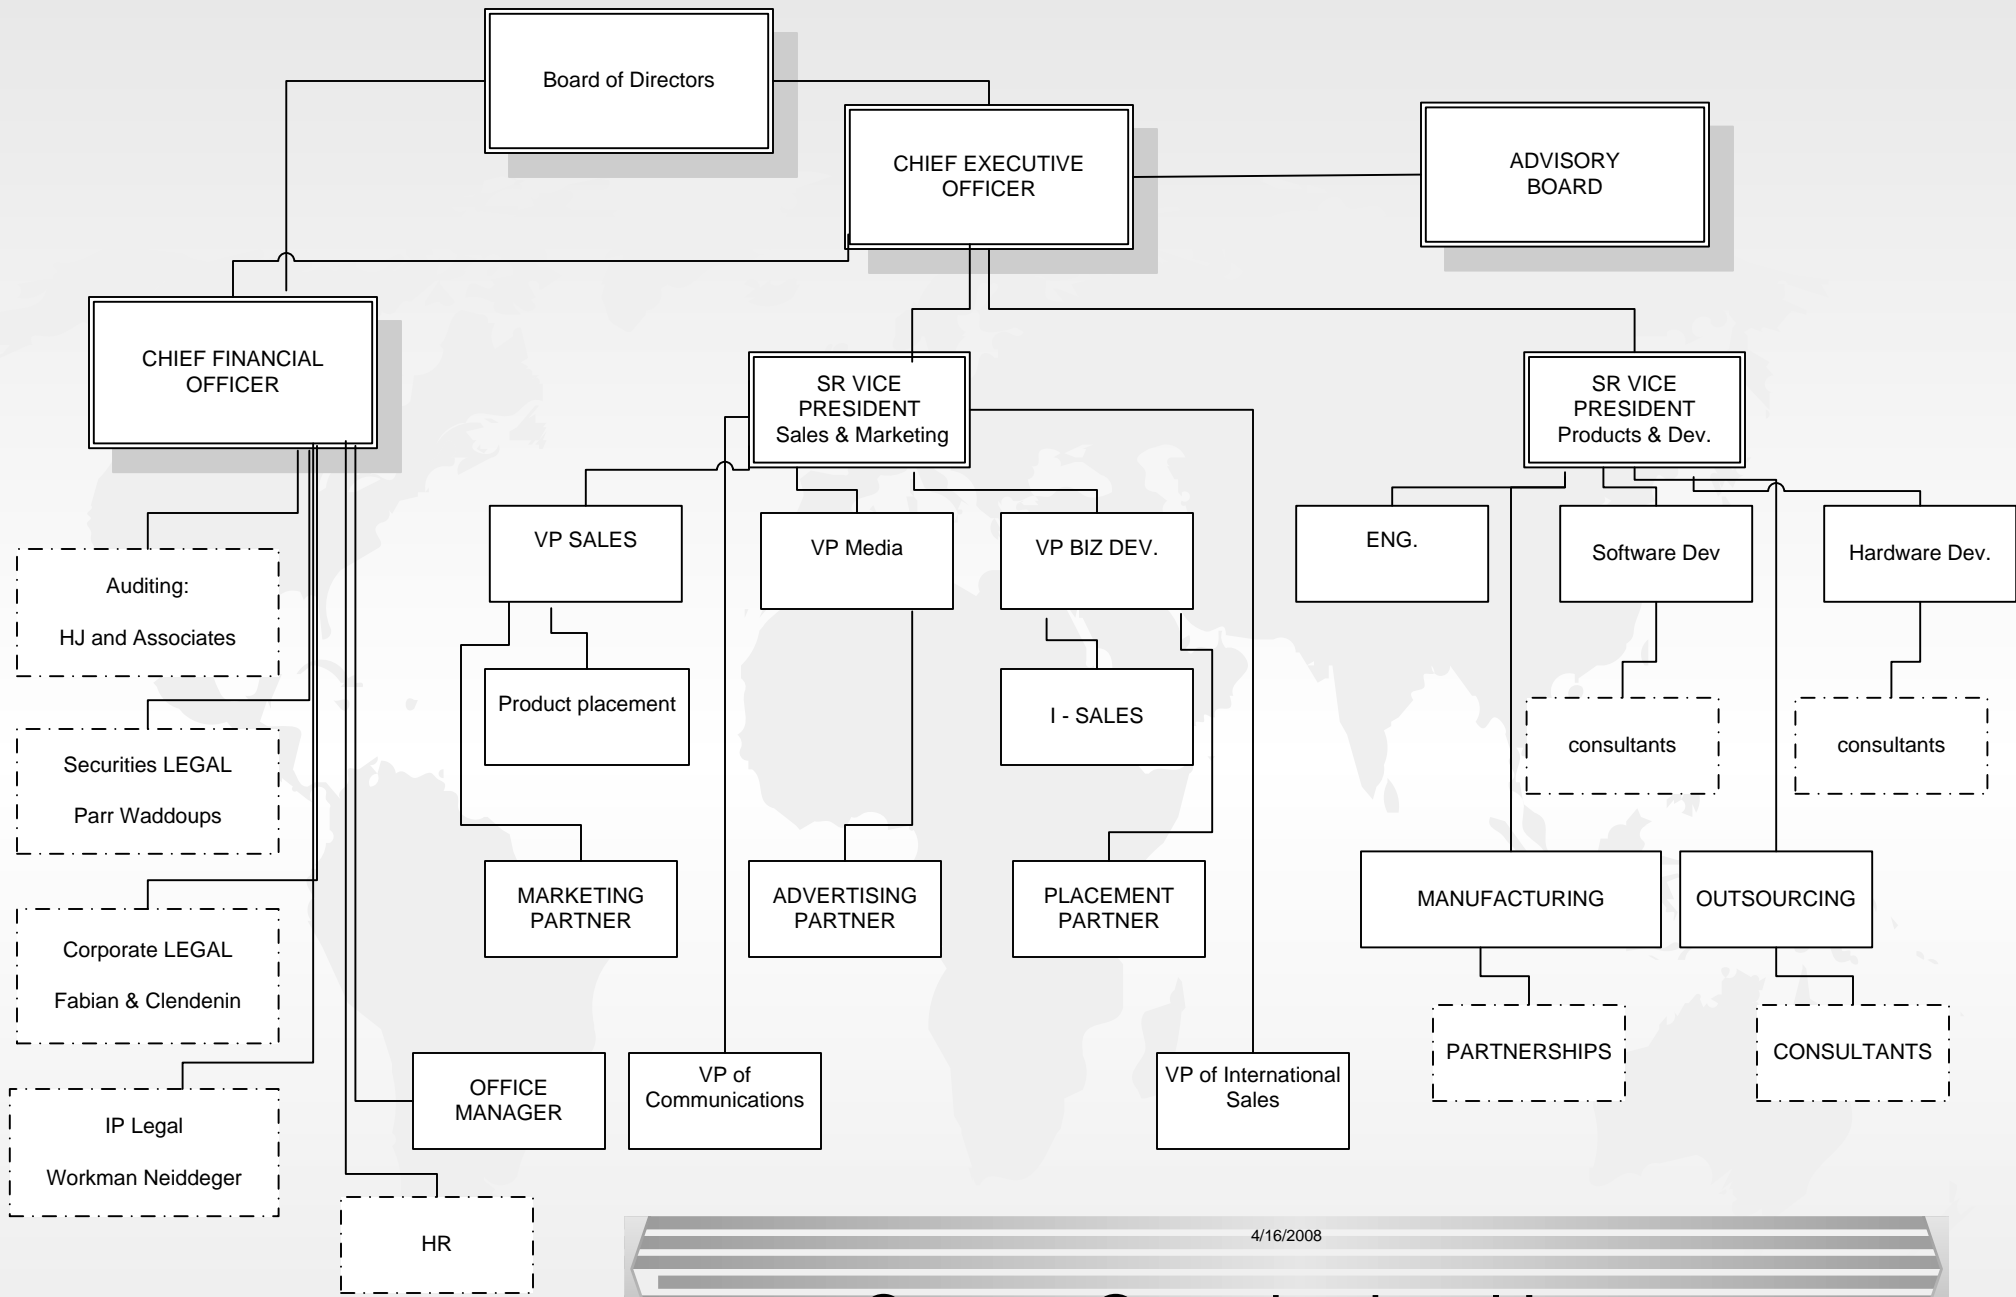 Board of Directors
CHIEF EXECUTIVE
OFFICER
ADVISORY
BOARD
CHIEF FINANCIAL
OFFICER
SR VICE
PRESIDENT
Sales & Marketing
SR VICE
PRESIDENT
Products & Dev.
VP SALES
VP Media
VP BIZ DEV.
ENG.
Software Dev
Hardware Dev.
Auditing:
HJ and Associates
Product placement
I - SALES
consultants
consultants
Securities LEGAL
Parr Waddoups
MARKETING
PARTNER
ADVERTISING
PARTNER
PLACEMENT
PARTNER
MANUFACTURING
OUTSOURCING
Corporate LEGAL
Fabian & Clendenin
PARTNERSHIPS
CONSULTANTS
OFFICE
MANAGER
VP of
Communications
VP of International
Sales
IP Legal
Workman Neiddeger
HR
4/16/2008